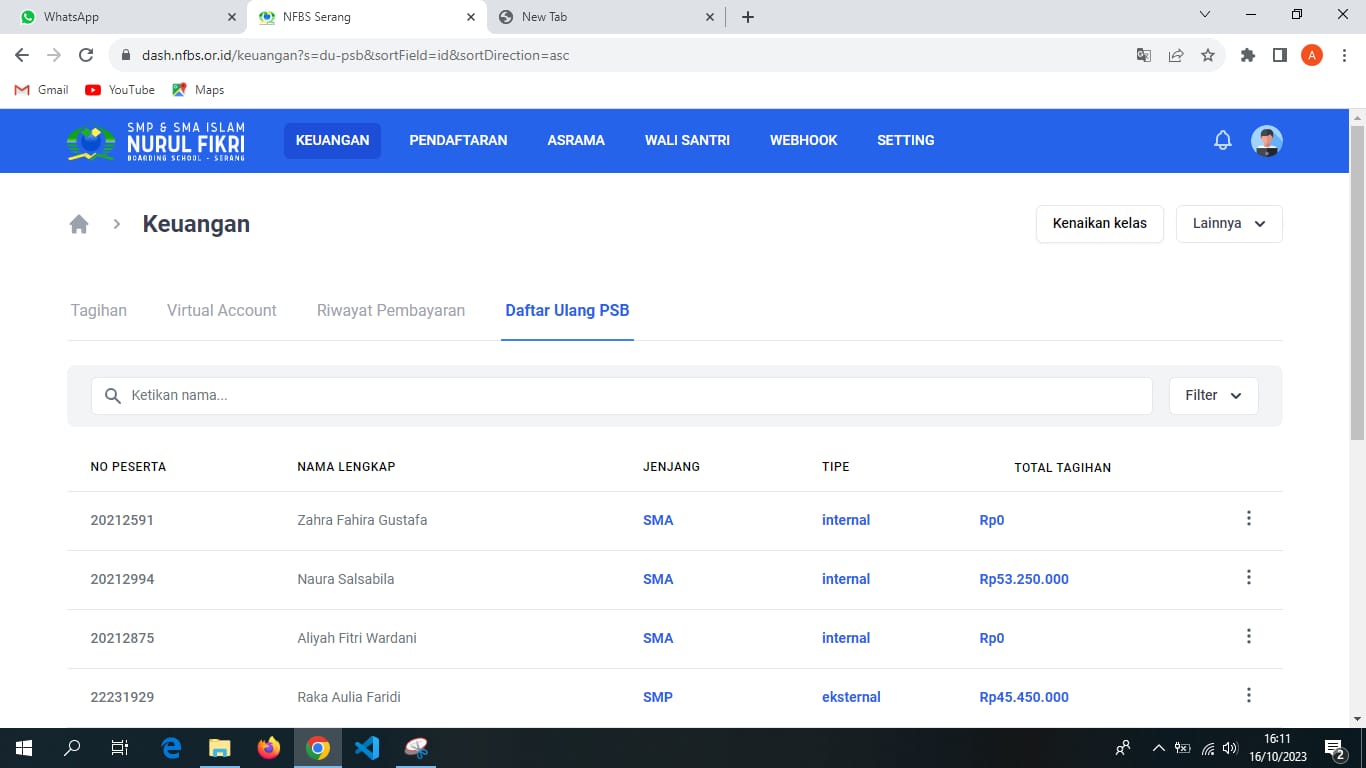 WhatsApp
NFBS Serang
New Tab
dash.nfbs.or.id/keuangan?s=du-psb&sortField=id&sortDirection=asc
A
Gmail
YouTube
Maps
SMP & SMA ISLAM
NURUL FIKRI
BOARDING SCHOOL - SERANG
KEUANGAN
PENDAFTARAN
ASRAMA
WALI SANTRI
WEBHOOK
SETTING
Keuangan
Kenaikan kelas
Lainnya
Tagihan
Virtual Account
Riwayat Pembayaran
Daftar Ulang PSB
Ketikan nama...
Filter
NO PESERTA NAMA LENGKAP JENJANG TIPE TOTAL TAGIHAN
20212591 Zahra Fahira Gustafa SMA internal Rp0
20212994 Naura Salsabila SMA internal Rp53.250.000
20212875 Aliyah Fitri Wardani SMA internal Rp0
22231929 Raka Aulia Faridi SMP eksternal Rp45.450.000
16:11
16/10/2023
2